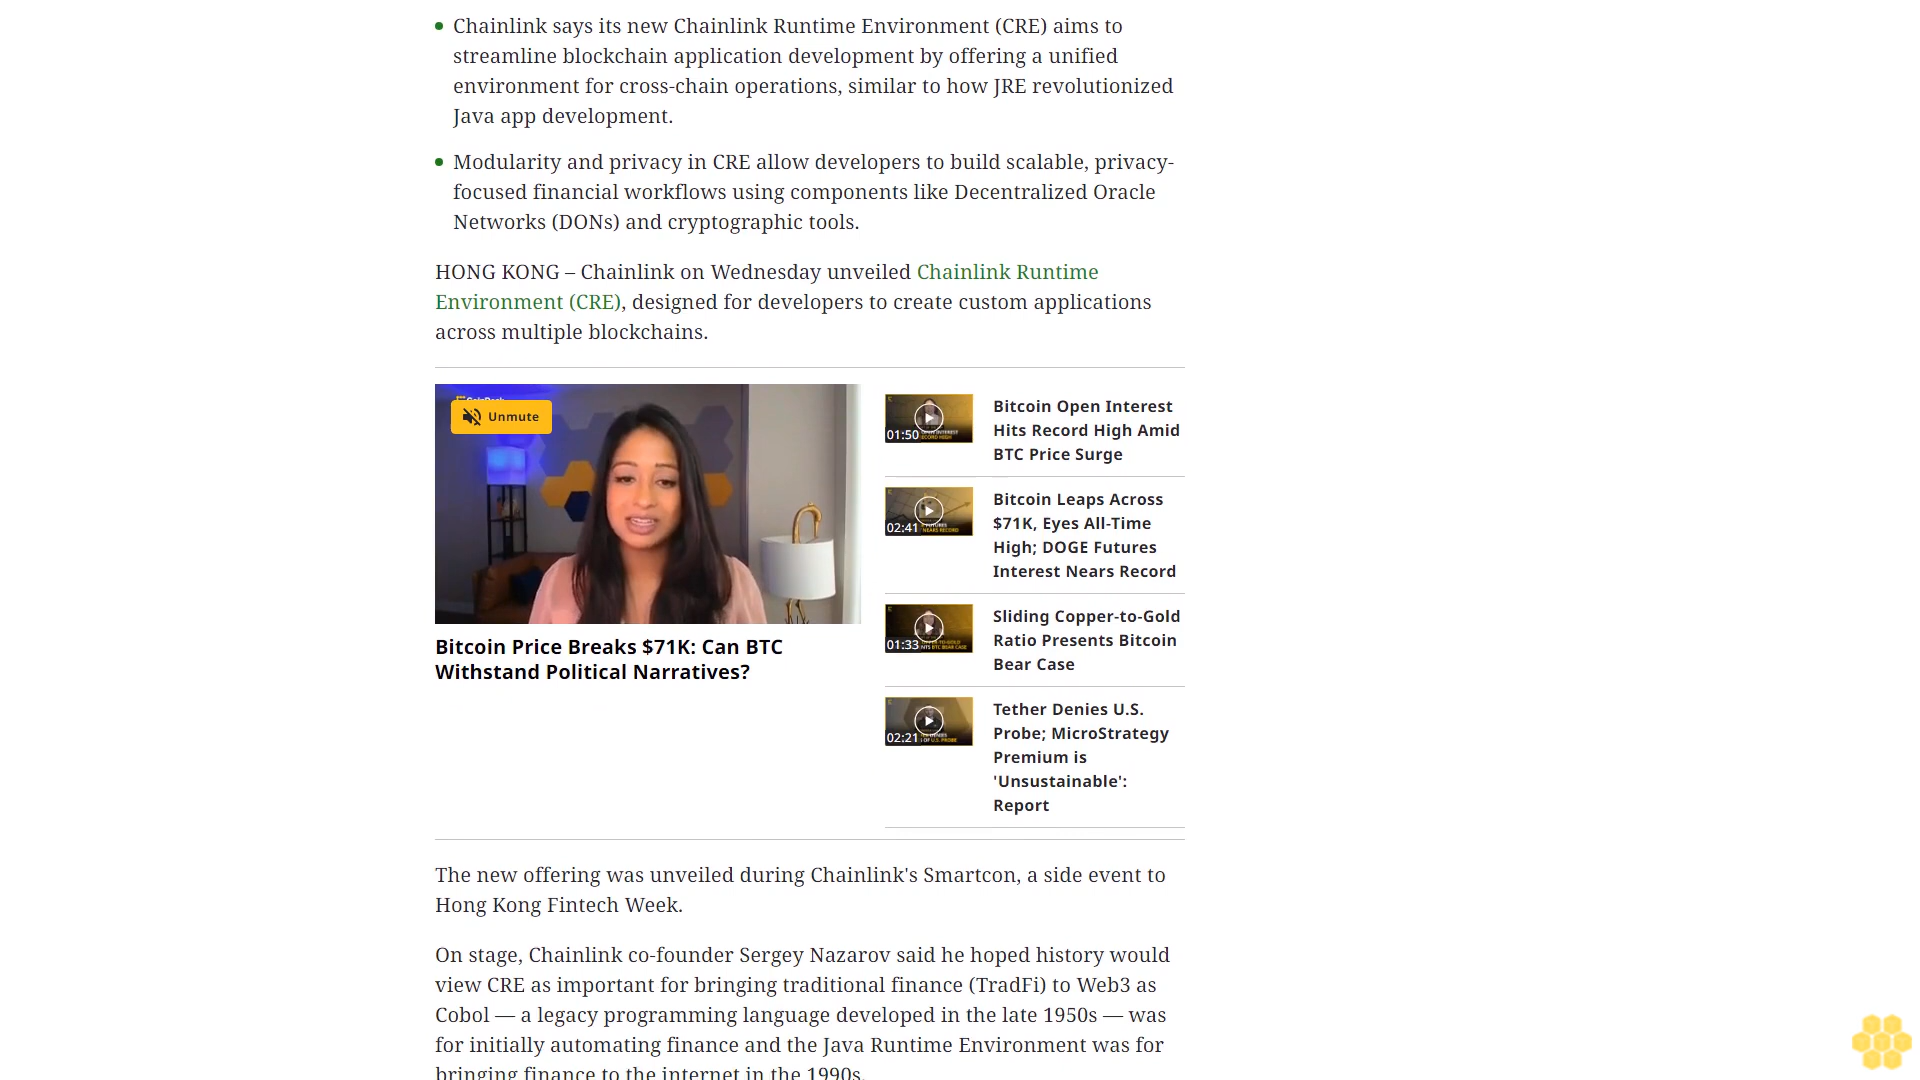 Chainlink says its new Chainlink Runtime Environment (CRE) aims to
streamline blockchain application development by offering a unified
environment for cross-chain operations, similar to how JRE revolutionized
Java app development.
Modularity and privacy in CRE allow developers to build scalable, privacy-
focused financial workflows using components like Decentralized Oracle
Networks (DONs) and cryptographic tools.
HONG KONG – Chainlink on Wednesday unveiled Chainlink Runtime
Environment (CRE), designed for developers to create custom applications
across multiple blockchains.
Unmute
Bitcoin Price Breaks $71K: Can BTC
Withstand Political Narratives?
01:50
Bitcoin Open Interest
Hits Record High Amid
BTC Price Surge
02:41
Bitcoin Leaps Across
$71K, Eyes All-Time
High; DOGE Futures
Interest Nears Record
01:33
Sliding Copper-to-Gold
Ratio Presents Bitcoin
Bear Case
02:21
Tether Denies U.S.
Probe; MicroStrategy
Premium is
'Unsustainable':
Report
The new offering was unveiled during Chainlink's Smartcon, a side event to
Hong Kong Fintech Week.
On stage, Chainlink co-founder Sergey Nazarov said he hoped history would
view CRE as important for bringing traditional finance (TradFi) to Web3 as
Cobol — a legacy programming language developed in the late 1950s — was
for initially automating finance and the Java Runtime Environment was for
bringing finance to the internet in the 1990s.